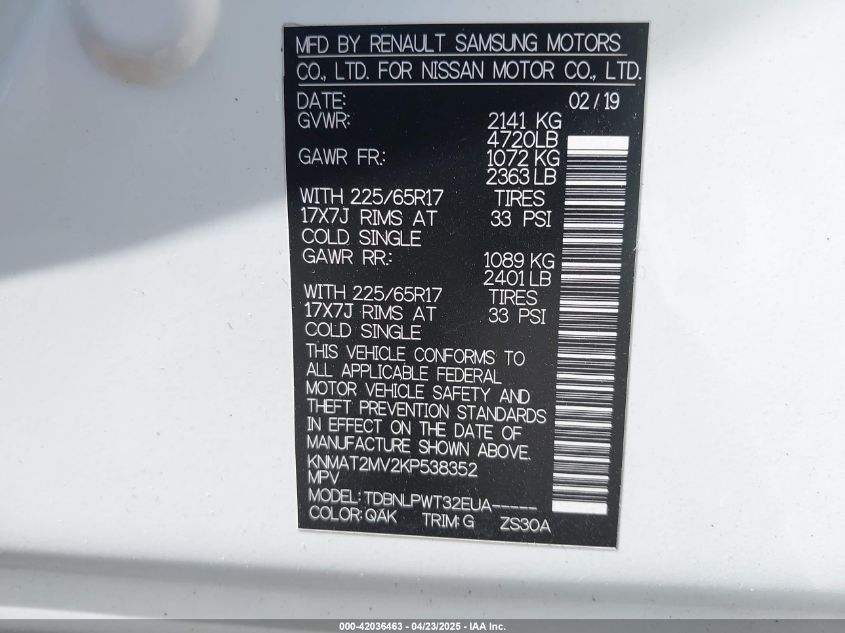 MFD BY RENAULT SAMSUNG MOTORS
CO., LTD. FOR NISSAN MOTOR CO., LTD.
DATE: 02 / 19
GVWR: 2141 KG
4720LB
GAWR FR.: 1072 KG
2363 LB
WITH 225/65R17 TIRES
17X7J RIMS AT 33 PSI
COLD SINGLE
GAWR RR.: 1089 KG
2401 LB
WITH 225/65R17 TIRES
17X7J RIMS AT 33 PSI
COLD SINGLE
THIS VEHICLE CONFORMS TO
ALL APPLICABLE FEDERAL
MOTOR VEHICLE SAFETY AND
THEFT PREVENTION STANDARDS
IN EFFECT ON THE DATE OF
MANUFACTURE SHOWN ABOVE.
KNMAT2MV2KP538352
MPV
MODEL: TDBNLPWT32EUA-----
COLOR: QAK TRIM: G ZS30A
000-42036463 - 04/23/2025 - IAA Inc.